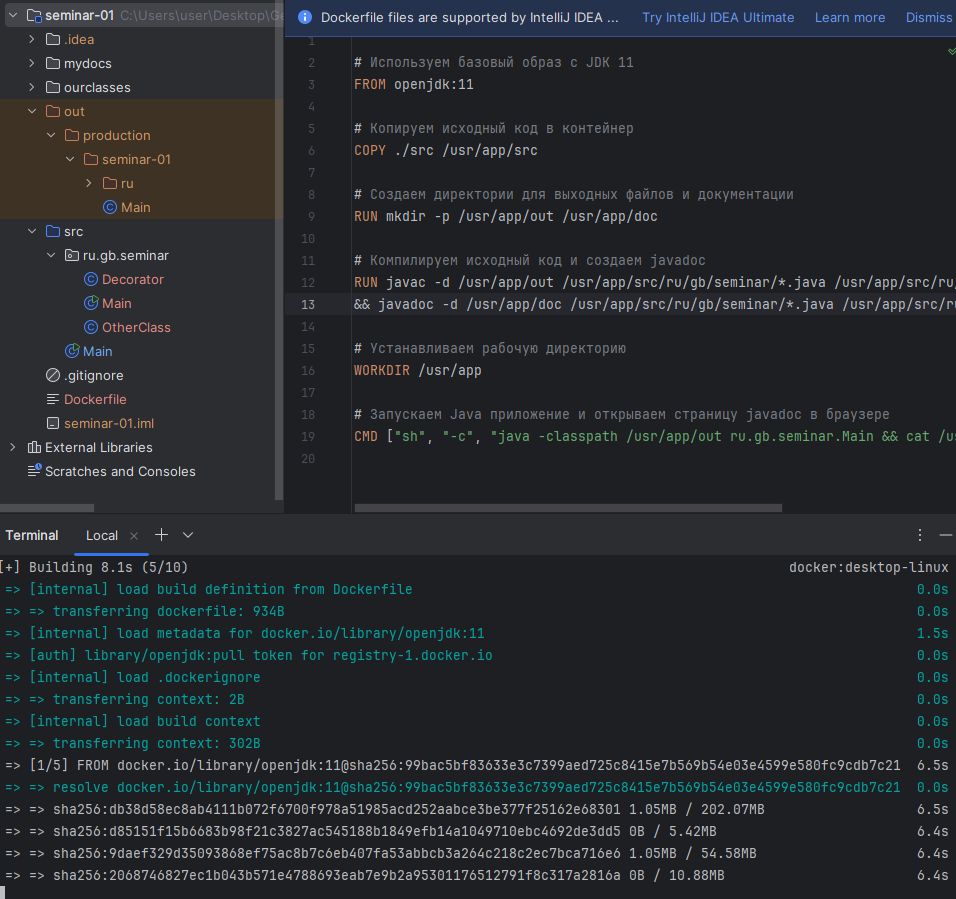 seminar-01 C:\Users\user\Desktop\Ge
.idea
mydocs
ourclasses
out
production
seminar-01
ru
Main
src
ru.gb.seminar
Decorator
Main
OtherClass
Main
.gitignore
Dockerfile
seminar-01.iml
External Libraries
Scratches and Consoles
Dockerfile files are supported by IntelliJ IDEA ... Try IntelliJ IDEA Ultimate Learn more Dismiss
1
2 # Используем базовый образ с JDK 11
3 FROM openjdk:11
4
5 # Копируем исходный код в контейнер
6 COPY ./src /usr/app/src
7
8 # Создаем директории для выходных файлов и документации
9 RUN mkdir -p /usr/app/out /usr/app/doc
10
11 # Компилируем исходный код и создаем javadoc
12 RUN javac -d /usr/app/out /usr/app/src/ru/gb/seminar/*.java /usr/app/src/ru/
13 && javadoc -d /usr/app/doc /usr/app/src/ru/gb/seminar/*.java /usr/app/src/ru
14
15 # Устанавливаем рабочую директорию
16 WORKDIR /usr/app
17
18 # Запускаем Java приложение и открываем страницу javadoc в браузере
19 CMD ["sh", "-c", "java -classpath /usr/app/out ru.gb.seminar.Main && cat /us
20
Terminal Local
[+] Building 8.1s (5/10) docker:desktop-linux
=> [internal] load build definition from Dockerfile 0.0s
=> => transferring dockerfile: 934B 0.0s
=> [internal] load metadata for docker.io/library/openjdk:11 1.5s
=> [auth] library/openjdk:pull token for registry-1.docker.io 0.0s
=> [internal] load .dockerignore 0.0s
=> => transferring context: 2B 0.0s
=> [internal] load build context 0.0s
=> => transferring context: 302B 0.0s
=> [1/5] FROM docker.io/library/openjdk:11@sha256:99bac5bf83633e3c7399aed725c8415e7b569b54e03e4599e580fc9cdb7c21 6.5s
=> => resolve docker.io/library/openjdk:11@sha256:99bac5bf83633e3c7399aed725c8415e7b569b54e03e4599e580fc9cdb7c21 0.0s
=> => sha256:db38d58ec8ab4111b072f6700f978a51985acd252aabce3be377f25162e68301 1.05MB / 202.07MB 6.5s
=> => sha256:d85151f15b6683b98f21c3827ac545188b1849efb14a1049710ebc4692de3dd5 0B / 5.42MB 6.4s
=> => sha256:9daef329d35093868ef75ac8b7c6eb407fa53abbcb3a264c218c2ec7bca716e6 1.05MB / 54.58MB 6.4s
=> => sha256:2068746827ec1b043b571e4788693eab7e9b2a95301176512791f8c317a2816a 0B / 10.88MB 6.4s